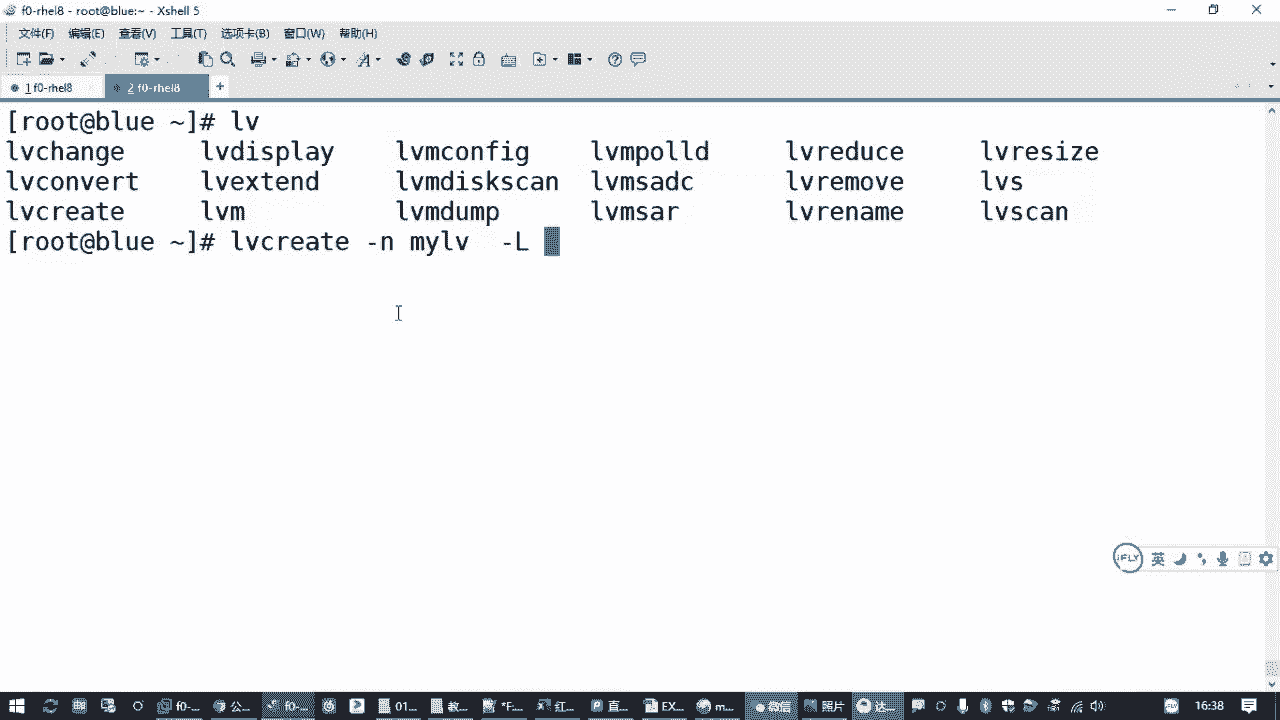 f0-rhel8 - root@blue:~ - Xshell 5
文件(F) 编辑(E) 查看(V) 工具(T) 选项卡(B) 窗口(W) 帮助(H)
1 f0-rhel8 2 f0-rhel8 +
[root@blue ~]# lv
lvchange lvdisplay lvmconfig lvmpolld lvreduce lvresize
lvconvert lvextend lvmdiskscan lvmsadc lvremove lvs
lvcreate lvm lvmdump lvmsar lvrename lvscan
[root@blue ~]# lvcreate -n mylv -L
iFLY 英
f0-... 公... f0-... 01... 教... *F... 红... 直... EX... m... 微信 照片 达... 16:38